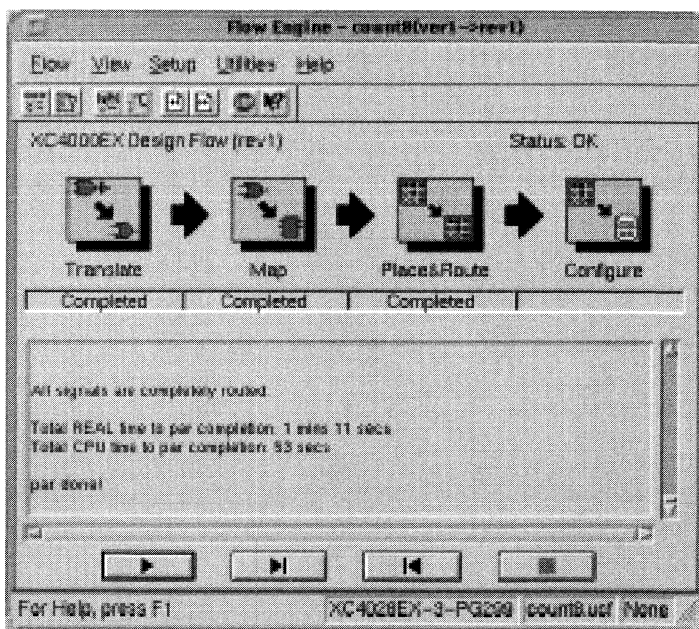 Flow Engine - count8(ver1->rev1)
Flow View Setup Utilities Help
XC4000EX Design Flow (rev1) Status: OK
Translate Map Place&Route Configure
Completed Completed Completed
All signals are completely routed.
Total REAL time to par completion: 1 mins 11 secs
Total CPU time to par completion: 53 secs
par done!
For Help, press F1 XC4028EX-3-PG299 count8.ucf None